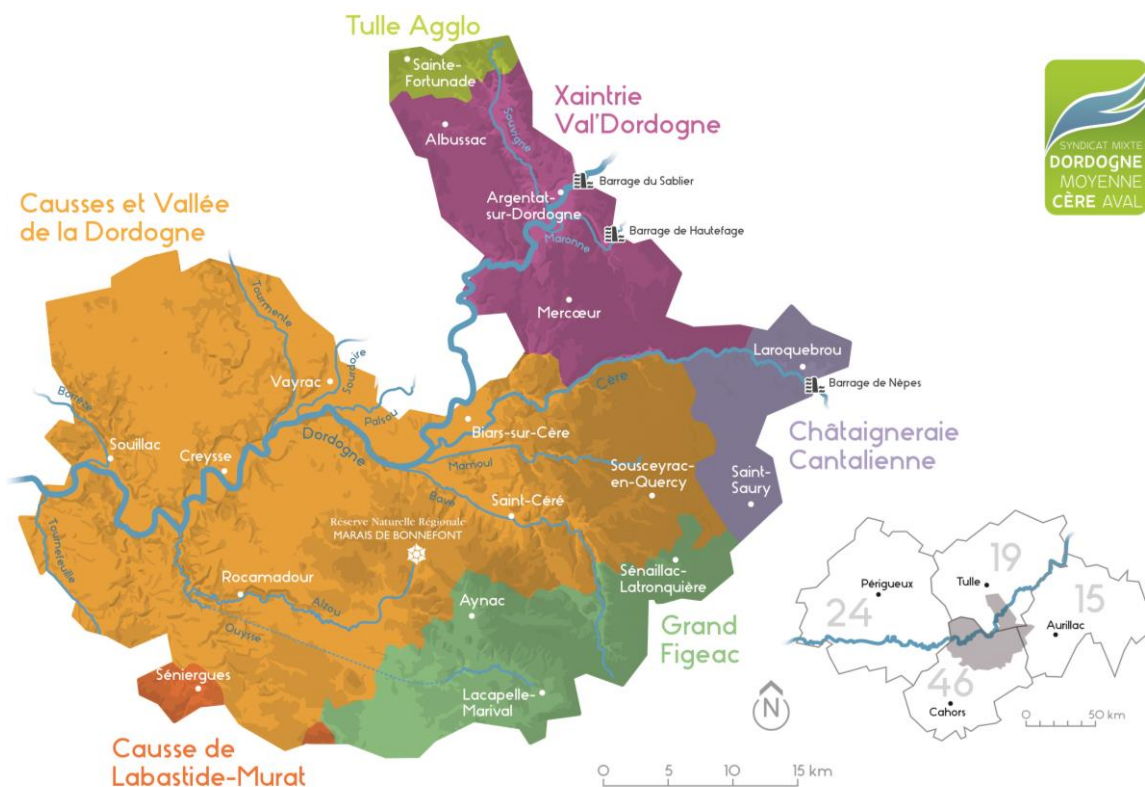 Tulle Agglo
Sainte-
Fortunade
Xaintrie
Val'Dordogne
Albussac
Souvigne
Barrage du Sablier
Argentat-
sur-Dordogne
Barrage de Hautefage
Maronne
Mercœur
SYNDICAT MIXTE
DORDOGNE
MOYENNE
CÈRE AVAL
Causses et Vallée
de la Dordogne
Tourmente
Sourdoire
Vayrac
Palsou
Borrèze
Souillac
Creysse
Dordogne
Cère
Biars-sur-Cère
Mamoul
Bave
Saint-Céré
Sousceyrac-
en-Quercy
Laroquebrou
Barrage de Nèpes
Châtaigneraie
Cantalienne
Saint-
Saury
Tournefeuille
Réserve Naturelle Régionale
MARAIS DE BONNEFONT
Rocamadour
Alzou
Ouysse
Aynac
Sénaillac-
Latronquière
Grand
Figeac
Lacapelle-
Marival
Séniergues
Causse de
Labastide-Murat
N
0 5 10 15 km
19
Tulle
Périgueux
24
15
Aurillac
46
Cahors
0 50 km